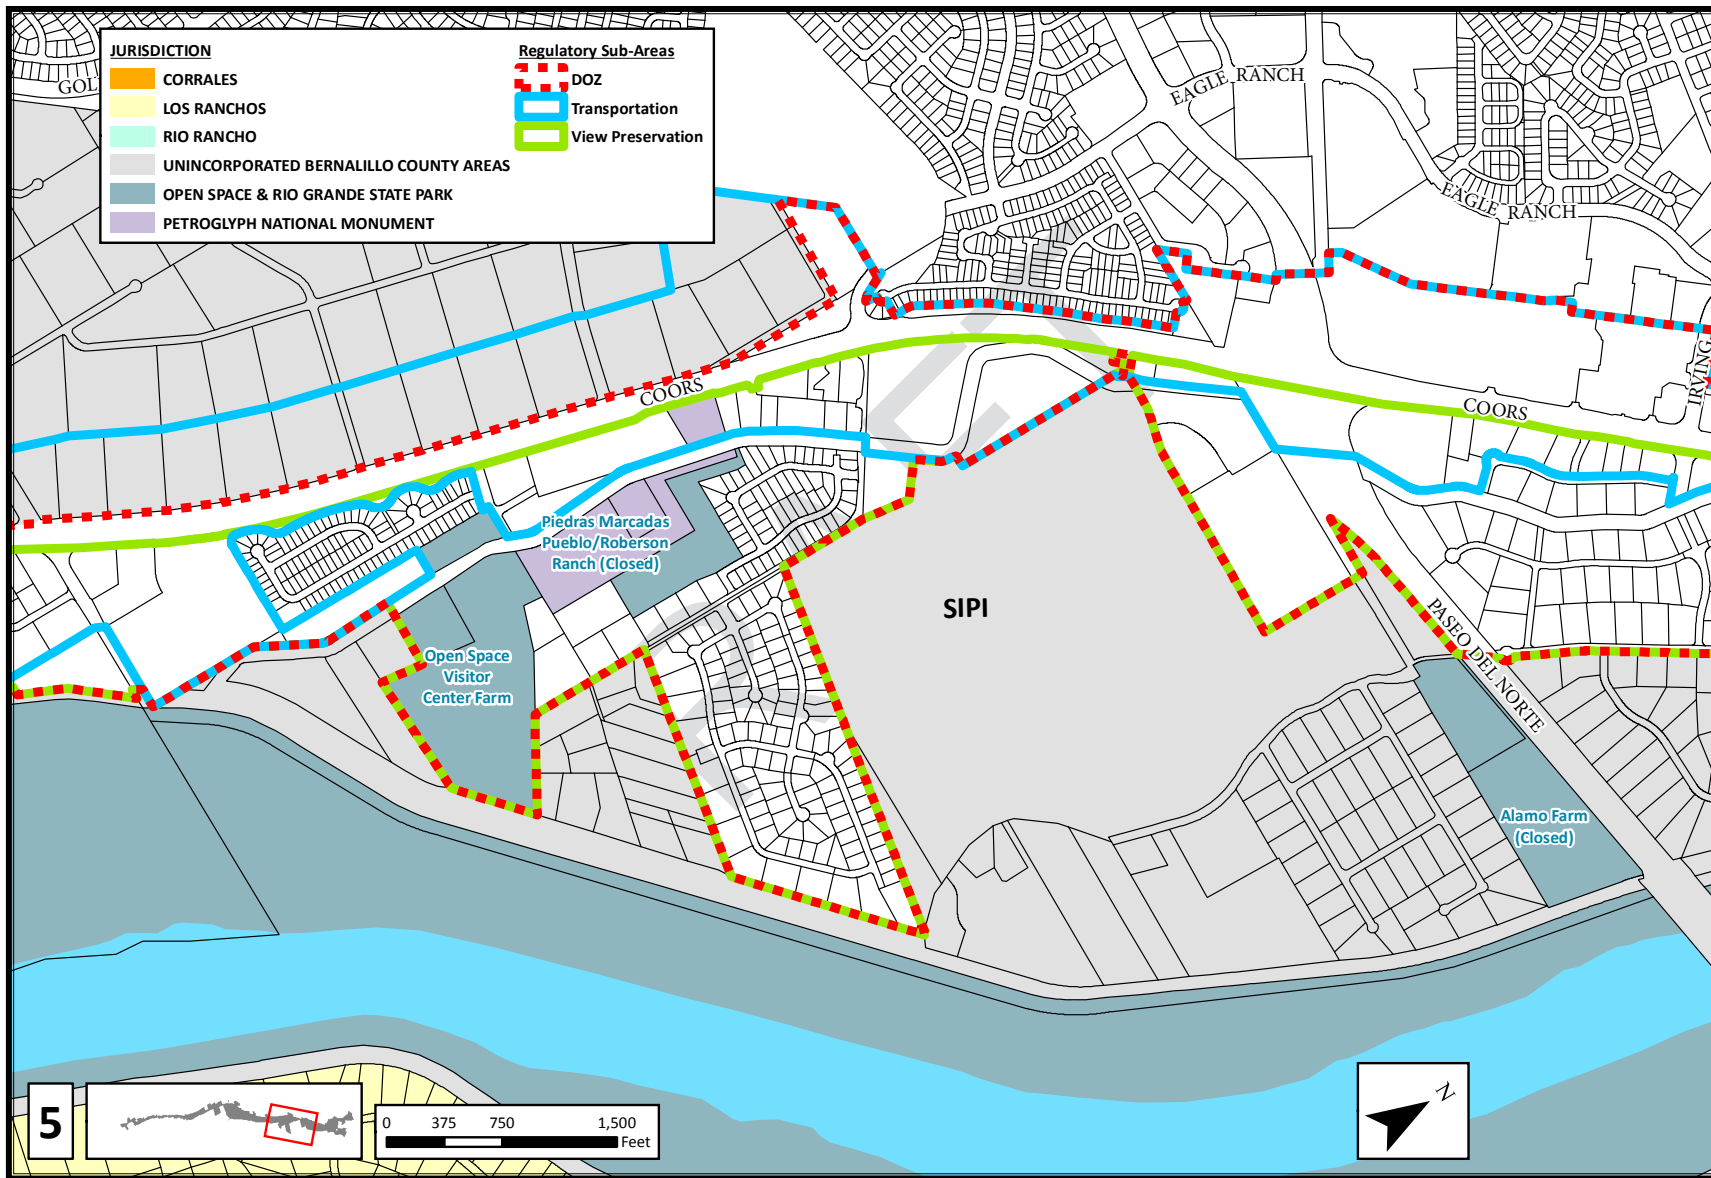 JURISDICTION
CORRALES
LOS RANCHOS
RIO RANCHO
UNINCORPORATED BERNALILLO COUNTY AREAS
OPEN SPACE & RIO GRANDE STATE PARK
PETROGLYPH NATIONAL MONUMENT
Regulatory Sub-Areas
DOZ
Transportation
View Preservation
GOL
EAGLE RANCH
EAGLE RANCH
IRVING
COORS
COORS
Piedras Marcadas
Pueblo/Roberson
Ranch (Closed)
SIPI
PASEO DEL NORTE
Open Space
Visitor
Center Farm
Alamo Farm
(Closed)
5
0 375 750 1,500
Feet
N